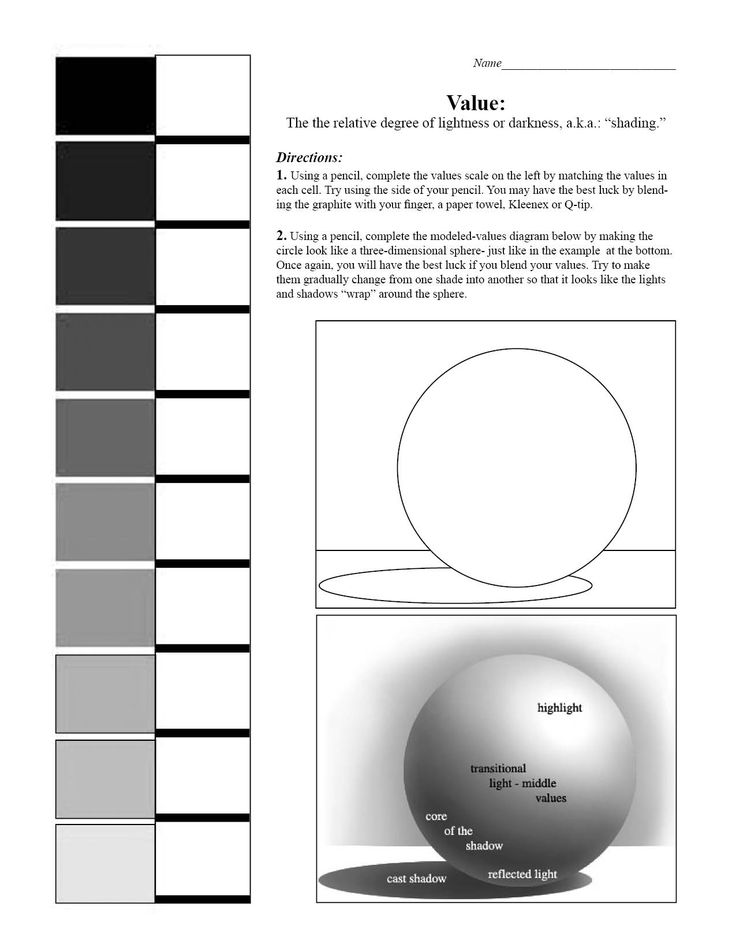 Name
Value:
The the relative degree of lightness or darkness, a.k.a.: “shading.”
Directions:
1. Using a pencil, complete the values scale on the left by matching the values in
each cell. Try using the side of your pencil. You may have the best luck by blend-
ing the graphite with your finger, a paper towel, Kleenex or Q-tip.
2. Using a pencil, complete the modeled-values diagram below by making the
circle look like a three-dimensional sphere- just like in the example at the bottom.
Once again, you will have the best luck if you blend your values. Try to make
them gradually change from one shade into another so that it looks like the lights
and shadows “wrap” around the sphere.
highlight
transitional
light - middle
values
core
of the
shadow
cast shadow
reflected light